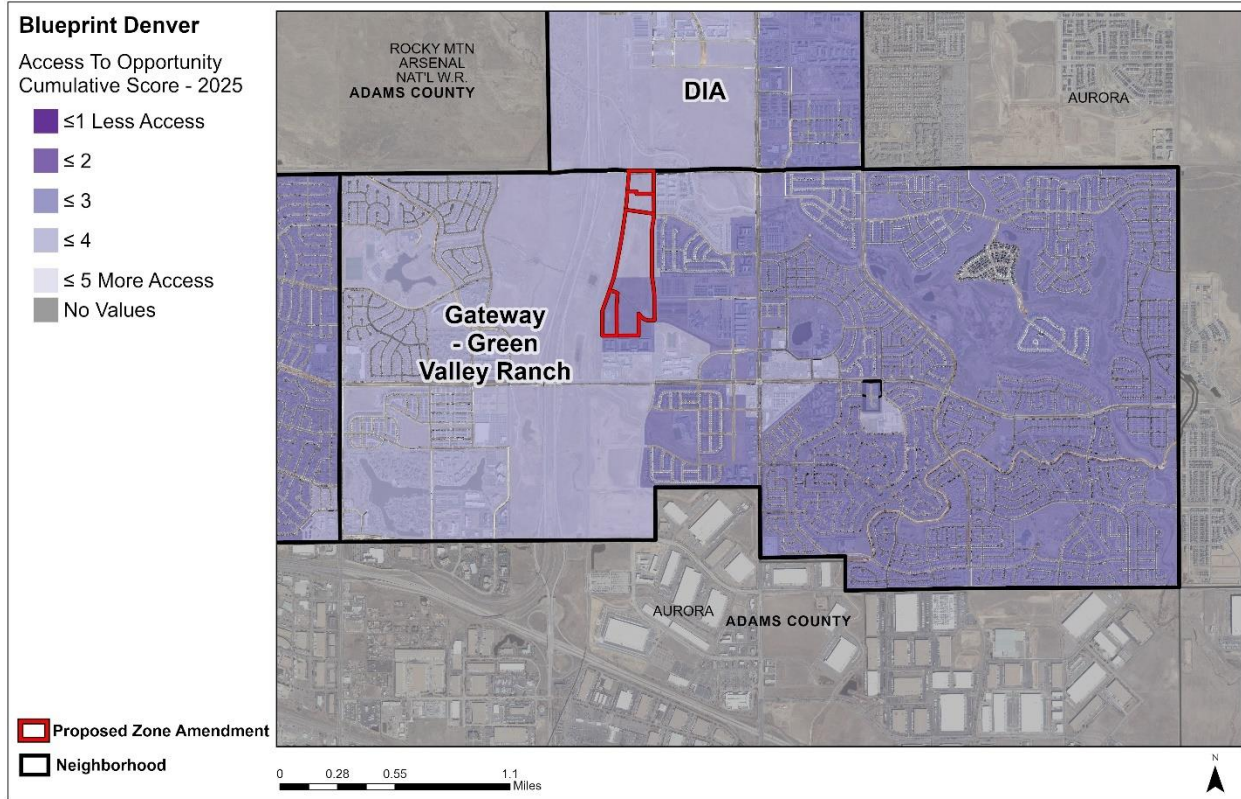 Blueprint Denver
Access To Opportunity
Cumulative Score - 2025
≤1 Less Access
≤ 2
≤ 3
≤ 4
≤ 5 More Access
No Values
ROCKY MTN
ARSENAL
NAT'L W.R.
ADAMS COUNTY
DIA
AURORA
Gateway
- Green
Valley Ranch
AURORA
ADAMS COUNTY
Proposed Zone Amendment
Neighborhood
0 0.28 0.55 1.1
Miles
N